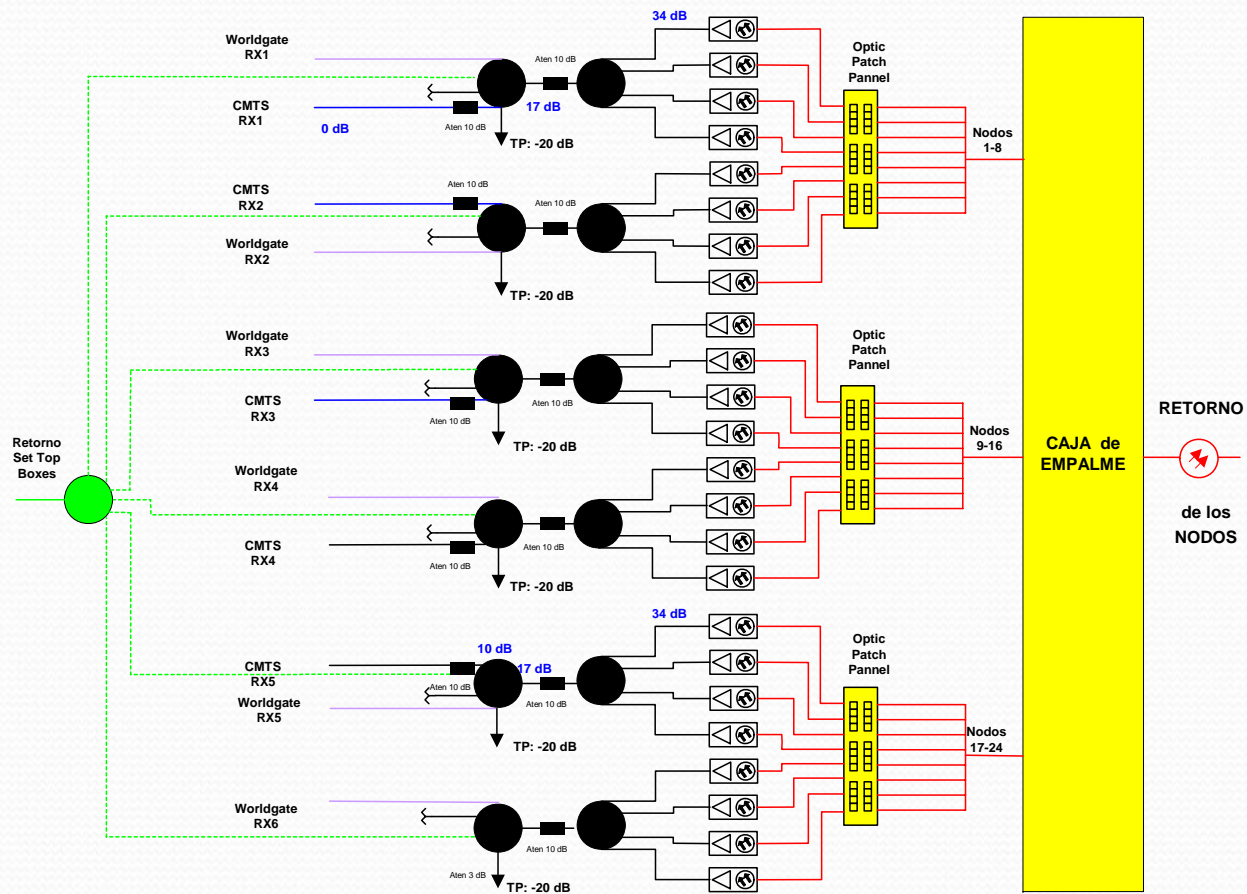 34 dB
Worldgate
RX1
Aten 10 dB
Optic
Patch
Pannel
CMTS
RX1
0 dB
Aten 10 dB
17 dB
TP: -20 dB
Nodos
1-8
CMTS
RX2
Aten 10 dB
Aten 10 dB
Worldgate
RX2
TP: -20 dB
Worldgate
RX3
Optic
Patch
Pannel
CMTS
RX3
Aten 10 dB
Aten 10 dB
TP: -20 dB
Nodos
9-16
CAJA de
EMPALME
RETORNO
Retorno
Set Top
Boxes
Worldgate
RX4
de los
NODOS
CMTS
RX4
Aten 10 dB
Aten 10 dB
TP: -20 dB
34 dB
Optic
Patch
Pannel
10 dB
17 dB
CMTS
RX5
Aten 10 dB
Aten 10 dB
Worldgate
RX5
TP: -20 dB
Nodos
17-24
Worldgate
RX6
Aten 10 dB
Aten 3 dB
TP: -20 dB